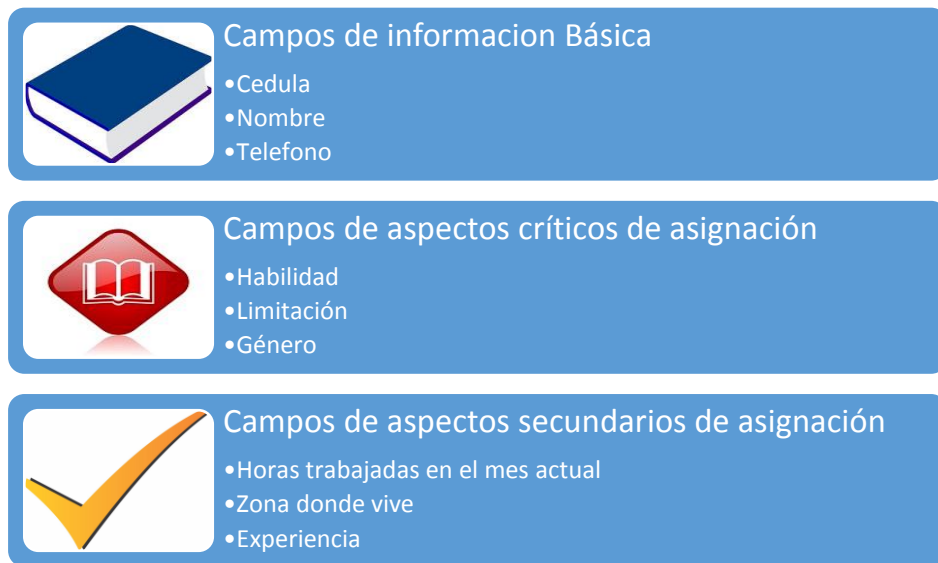 Campos de informacion Básica
•Cedula
•Nombre
•Telefono
Campos de aspectos críticos de asignación
•Habilidad
•Limitación
•Género
Campos de aspectos secundarios de asignación
•Horas trabajadas en el mes actual
•Zona donde vive
•Experiencia